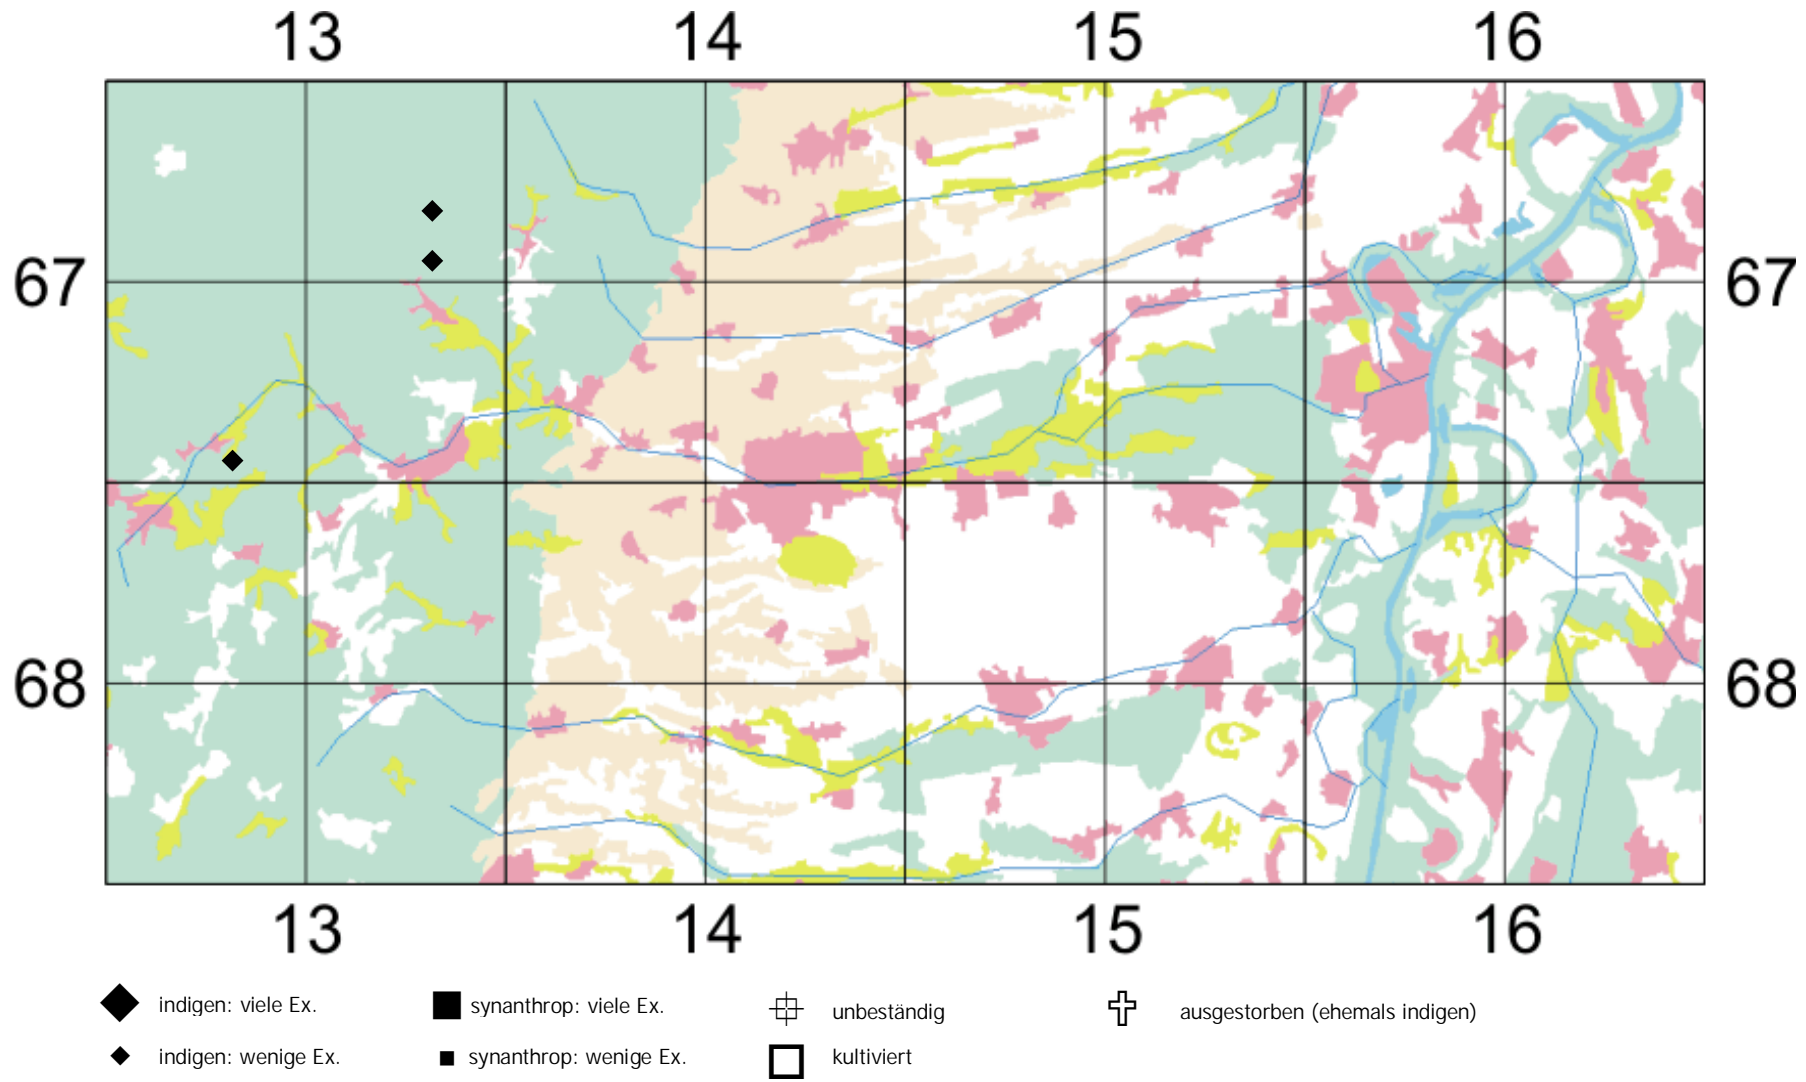 13 14 15 16
67 67
68 68
13 14 15 16
indigen: viele Ex. synanthrop: viele Ex. unbeständig ausgestorben (ehemals indigen)
indigen: wenige Ex. synanthrop: wenige Ex. kultiviert